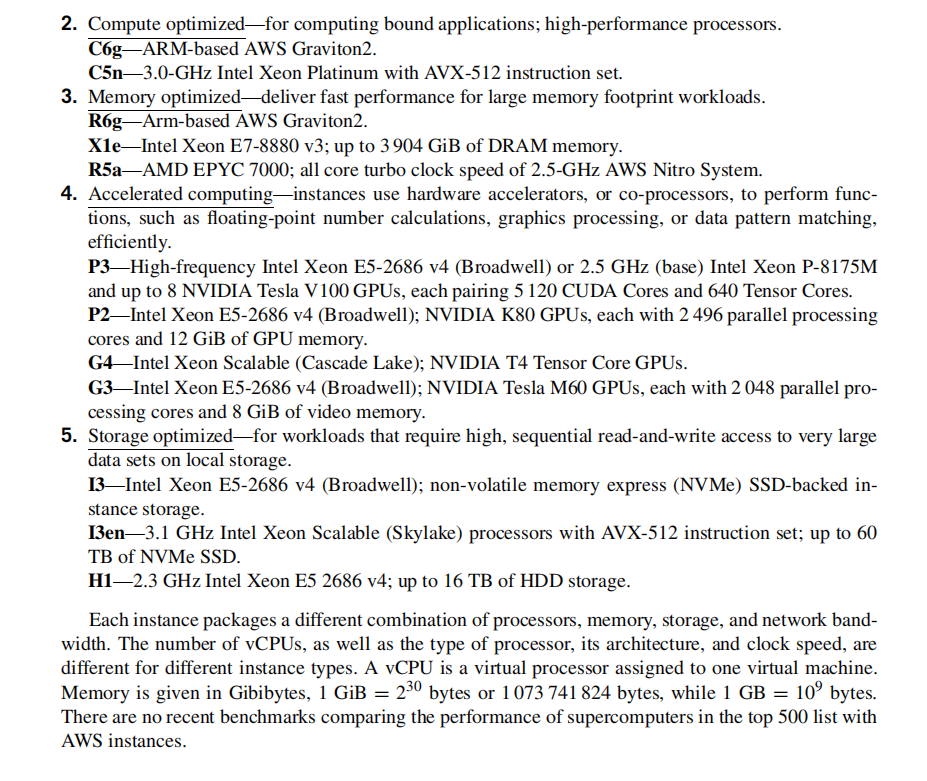 2. Compute optimized—for computing bound applications; high-performance processors.
C6g—ARM-based AWS Graviton2.
C5n—3.0-GHz Intel Xeon Platinum with AVX-512 instruction set.
3. Memory optimized—deliver fast performance for large memory footprint workloads.
R6g—Arm-based AWS Graviton2.
X1e—Intel Xeon E7-8880 v3; up to 3 904 GiB of DRAM memory.
R5a—AMD EPYC 7000; all core turbo clock speed of 2.5-GHz AWS Nitro System.
4. Accelerated computing—instances use hardware accelerators, or co-processors, to perform func-
tions, such as floating-point number calculations, graphics processing, or data pattern matching,
efficiently.
P3—High-frequency Intel Xeon E5-2686 v4 (Broadwell) or 2.5 GHz (base) Intel Xeon P-8175M
and up to 8 NVIDIA Tesla V100 GPUs, each pairing 5 120 CUDA Cores and 640 Tensor Cores.
P2—Intel Xeon E5-2686 v4 (Broadwell); NVIDIA K80 GPUs, each with 2 496 parallel processing
cores and 12 GiB of GPU memory.
G4—Intel Xeon Scalable (Cascade Lake); NVIDIA T4 Tensor Core GPUs.
G3—Intel Xeon E5-2686 v4 (Broadwell); NVIDIA Tesla M60 GPUs, each with 2 048 parallel pro-
cessing cores and 8 GiB of video memory.
5. Storage optimized—for workloads that require high, sequential read-and-write access to very large
data sets on local storage.
I3—Intel Xeon E5-2686 v4 (Broadwell); non-volatile memory express (NVMe) SSD-backed in-
stance storage.
I3en—3.1 GHz Intel Xeon Scalable (Skylake) processors with AVX-512 instruction set; up to 60
TB of NVMe SSD.
H1—2.3 GHz Intel Xeon E5 2686 v4; up to 16 TB of HDD storage.
Each instance packages a different combination of processors, memory, storage, and network band-
width. The number of vCPUs, as well as the type of processor, its architecture, and clock speed, are
different for different instance types. A vCPU is a virtual processor assigned to one virtual machine.
Memory is given in Gibibytes, 1 GiB = 2³⁰ bytes or 1 073 741 824 bytes, while 1 GB = 10⁹ bytes.
There are no recent benchmarks comparing the performance of supercomputers in the top 500 list with
AWS instances.